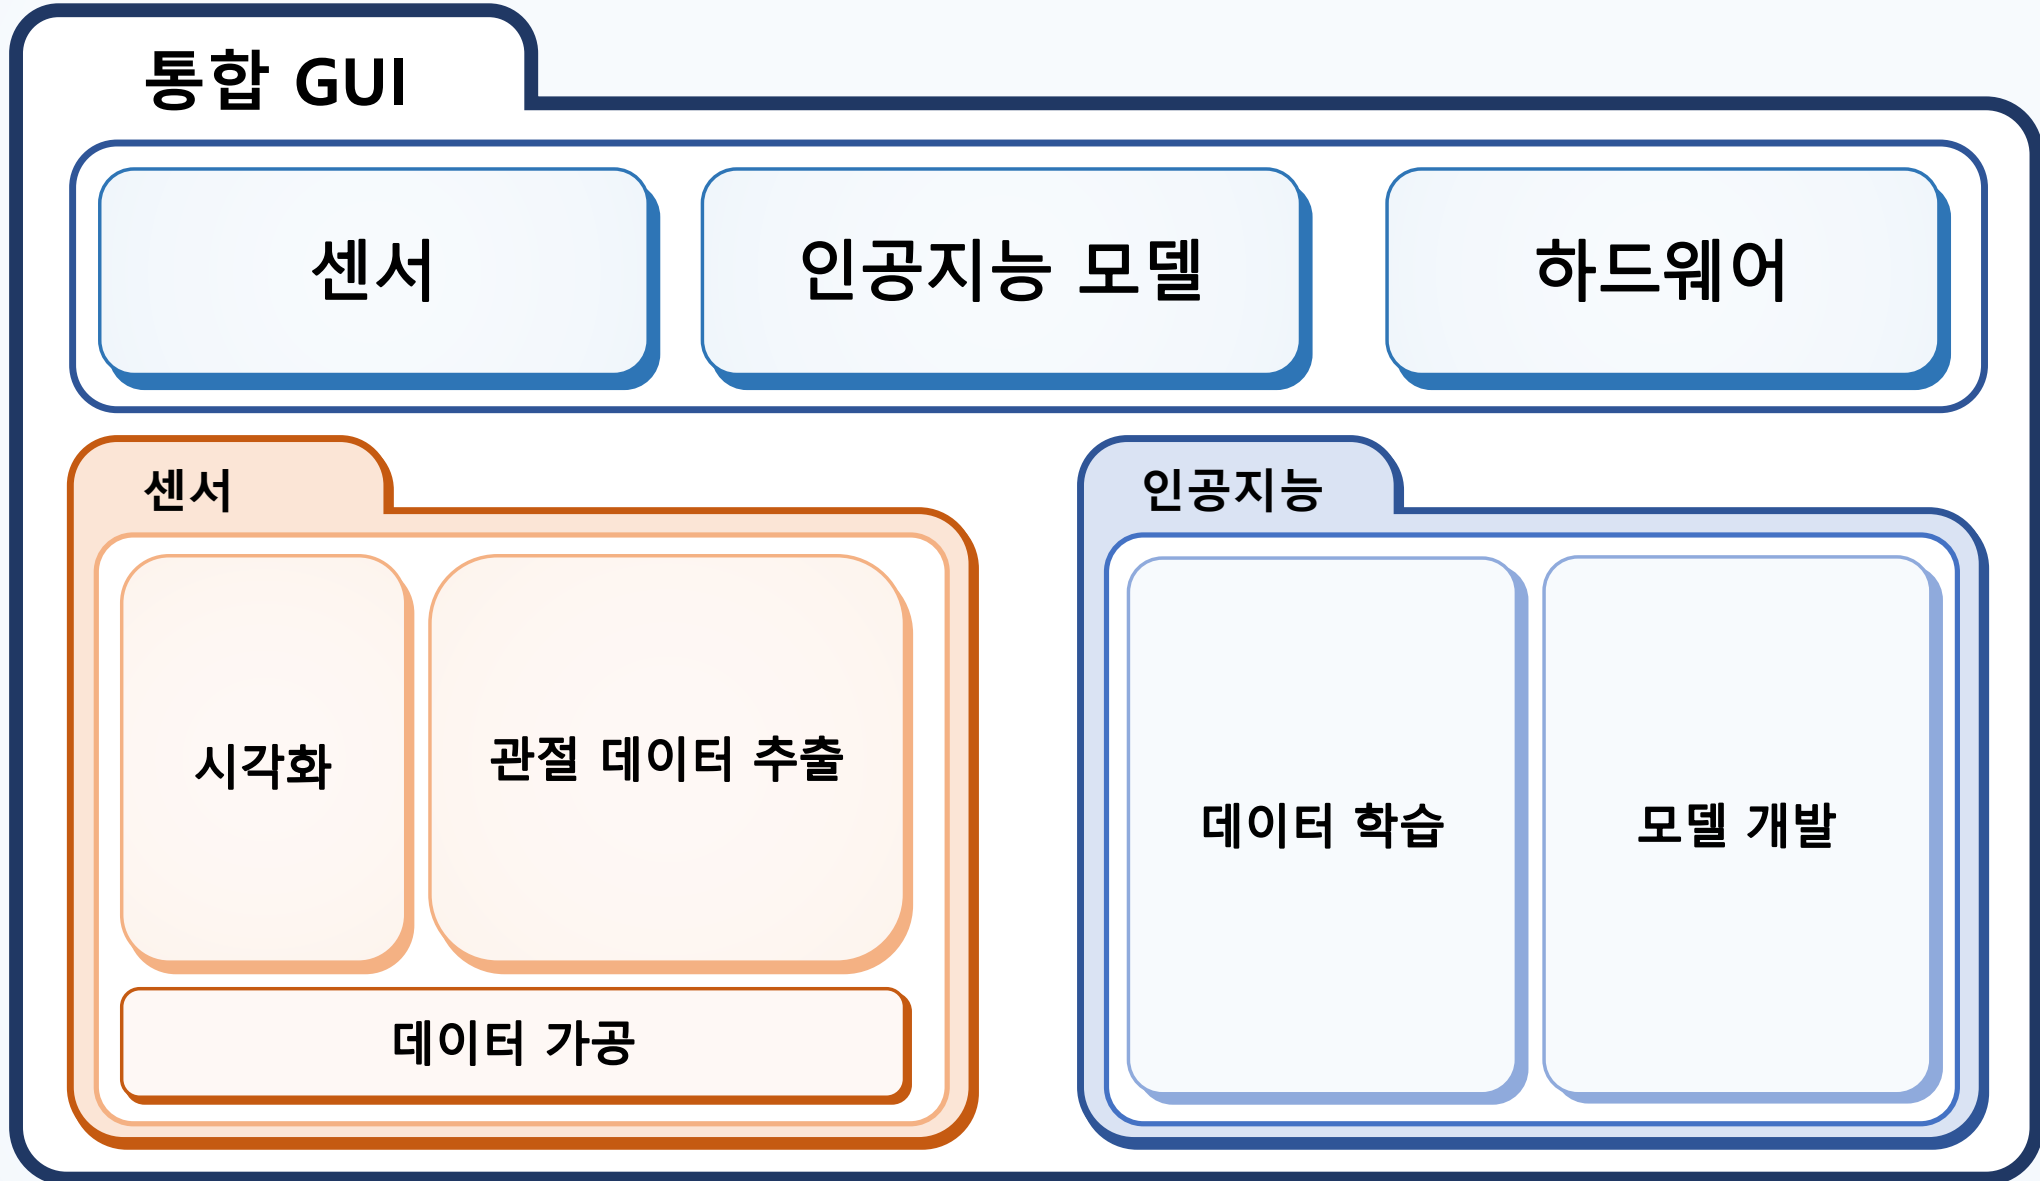 통합 GUI
센서
인공지능 모델
하드웨어
센서
시각화
관절 데이터 추출
데이터 가공
인공지능
데이터 학습
모델 개발